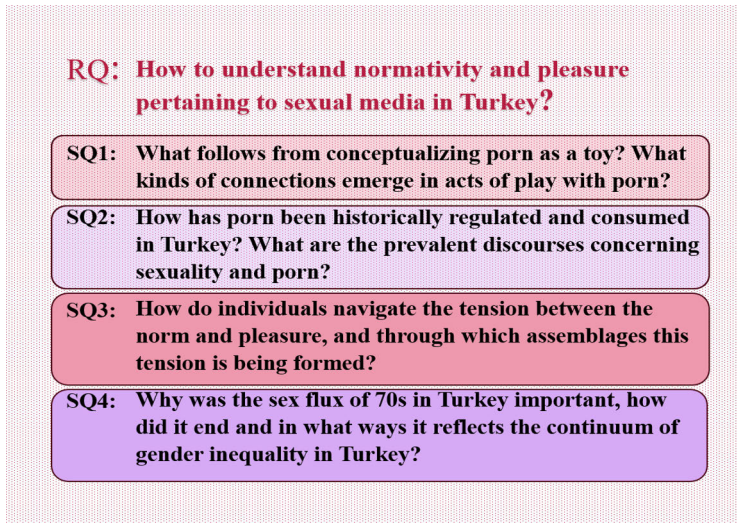 RQ: How to understand normativity and pleasure
pertaining to sexual media in Turkey?
SQ1: What follows from conceptualizing porn as a toy? What
kinds of connections emerge in acts of play with porn?
SQ2: How has porn been historically regulated and consumed
in Turkey? What are the prevalent discourses concerning
sexuality and porn?
SQ3: How do individuals navigate the tension between the
norm and pleasure, and through which assemblages this
tension is being formed?
SQ4: Why was the sex flux of 70s in Turkey important, how
did it end and in what ways it reflects the continuum of
gender inequality in Turkey?